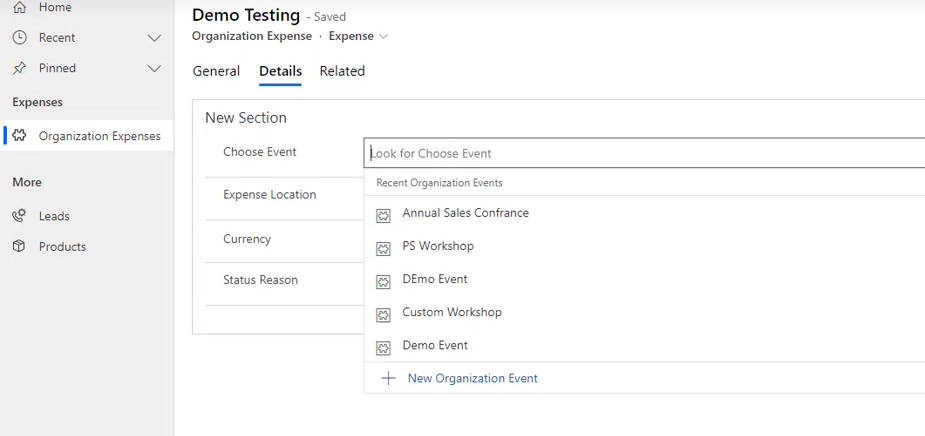 Home
Recent
Pinned
Expenses
Organization Expenses
More
Leads
Products
Demo Testing - Saved
Organization Expense · Expense
General Details Related
New Section
Choose Event
Look for Choose Event
Recent Organization Events
Expense Location
Annual Sales Confrance
Currency
PS Workshop
Status Reason
DEmo Event
Custom Workshop
Demo Event
New Organization Event